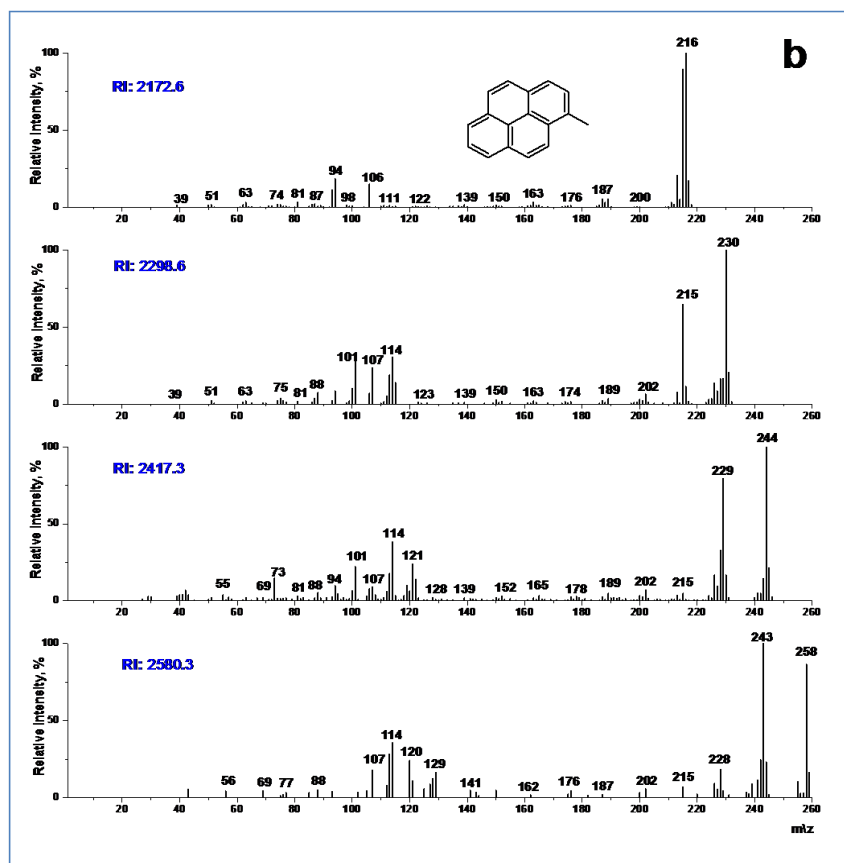 b
Relative Intensity, %
100
50
0
RI: 2172.6
39 51 63 74 81 87 94 98 106 111 122 139 150 163 176 187 200 216
20 40 60 80 100 120 140 160 180 200 220 240 260
Relative Intensity, %
100
50
0
RI: 2298.6
39 51 63 75 81 88 101 107 114 123 139 150 163 174 189 202 215 230
20 40 60 80 100 120 140 160 180 200 220 240 260
Relative Intensity, %
100
50
0
RI: 2417.3
55 69 73 81 88 94 101 107 114 121 128 139 152 165 178 189 202 215 229 244
20 40 60 80 100 120 140 160 180 200 220 240 260
Relative Intensity, %
100
50
0
RI: 2580.3
56 69 77 88 107 114 120 129 141 162 176 187 202 215 228 243 258
20 40 60 80 100 120 140 160 180 200 220 240 260
m\z